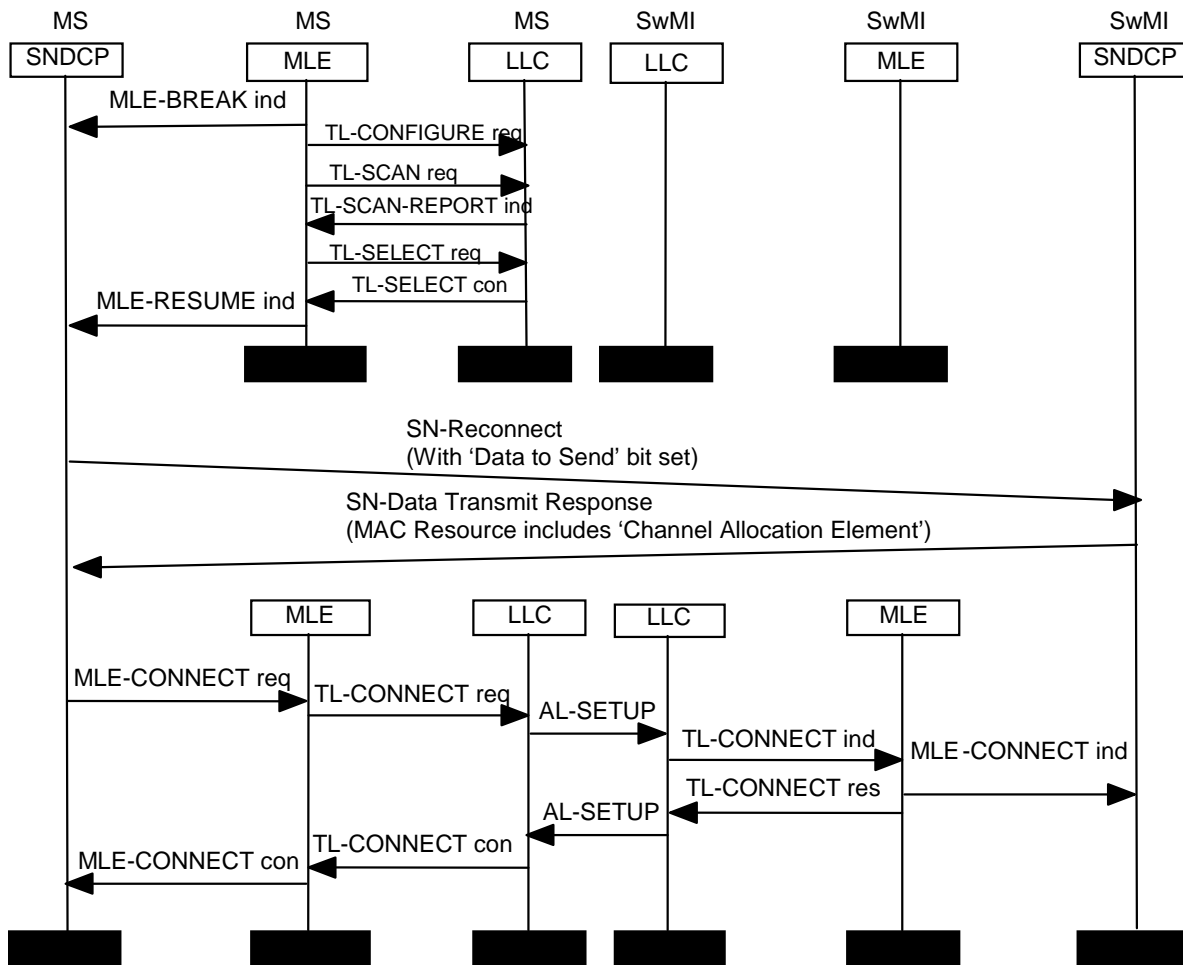 MS MS MS SwMI SwMI SwMI
SNDCP MLE LLC LLC MLE SNDCP
MLE-BREAK ind
TL-CONFIGURE req
TL-SCAN req
TL-SCAN-REPORT ind
TL-SELECT req
TL-SELECT con
MLE-RESUME ind
SN-Reconnect
(With ‘Data to Send’ bit set)
SN-Data Transmit Response
(MAC Resource includes ‘Channel Allocation Element’)
MLE LLC LLC MLE
MLE-CONNECT req
TL-CONNECT req
AL-SETUP
TL-CONNECT ind
MLE-CONNECT ind
TL-CONNECT res
AL-SETUP
TL-CONNECT con
MLE-CONNECT con